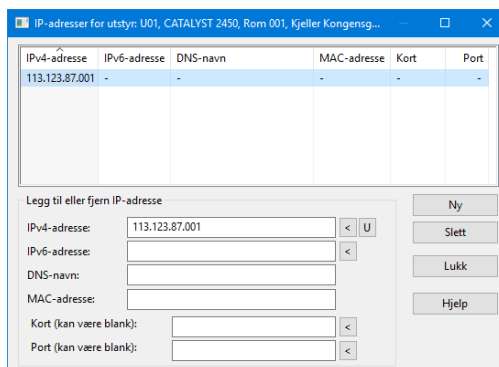 IP-adresser for utstyr: U01, CATALYST 2450, Rom 001, Kjeller Kongensg...
IPv4-adresse IPv6-adresse DNS-navn MAC-adresse Kort Port
113.123.87.001 - - - - -
Legg til eller fjern IP-adresse
Ny
IPv4-adresse: 113.123.87.001 < U
Slett
IPv6-adresse: <
DNS-navn:
Lukk
MAC-adresse:
Hjelp
Kort (kan være blank): <
Port (kan være blank): <